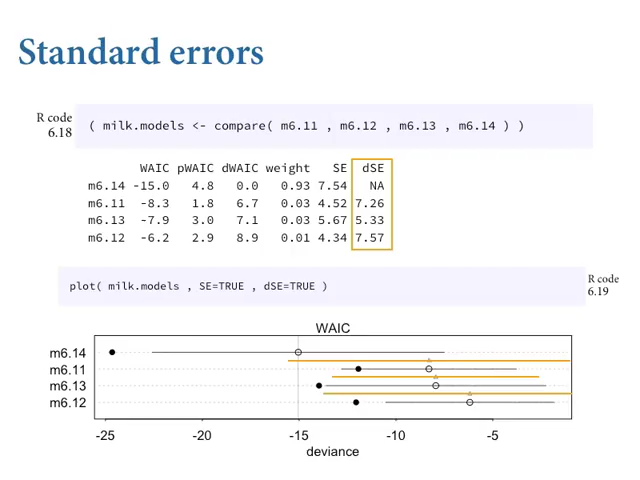 Standard errors
R code
6.18
( milk.models <- compare( m6.11 , m6.12 , m6.13 , m6.14 ) )
WAIC pWAIC dWAIC weight SE dSE
m6.14 -15.0 4.8 0.0 0.93 7.54 NA
m6.11 -8.3 1.8 6.7 0.03 4.52 7.26
m6.13 -7.9 3.0 7.1 0.03 5.67 5.33
m6.12 -6.2 2.9 8.9 0.01 4.34 7.57
plot( milk.models , SE=TRUE , dSE=TRUE )
R code
6.19
WAIC
m6.14
m6.11
m6.13
m6.12
-25 -20 -15 -10 -5
deviance